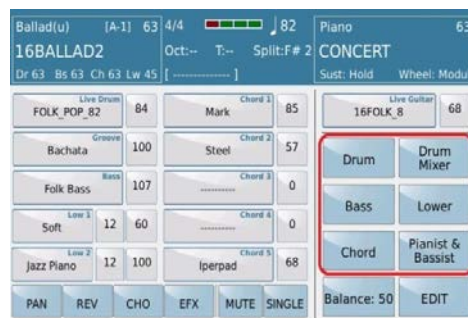 Ballad(u) [A-1] 63
16BALLAD2
Dr 63 Bs 63 Ch 63 Lw 45
4/4 82
Oct:-- T:-- Split:F# 2
[ -------------- ]
Piano 63
CONCERT
Sust: Hold Wheel: Modu
Live Drum
FOLK_POP_82 84
Groove
Bachata 100
Bass
Folk Bass 107
Low 1
Soft 12 60
Low 2
Jazz Piano 12 100
Chord 1
Mark 85
Chord 2
Steel 57
Chord 3
---------- 0
Chord 4
---------- 0
Chord 5
Iperpad 68
Live Guitar
16FOLK_8 68
Drum
Drum
Mixer
Bass
Lower
Chord
Pianist &
Bassist
PAN REV CHO EFX MUTE SINGLE
Balance: 50 EDIT